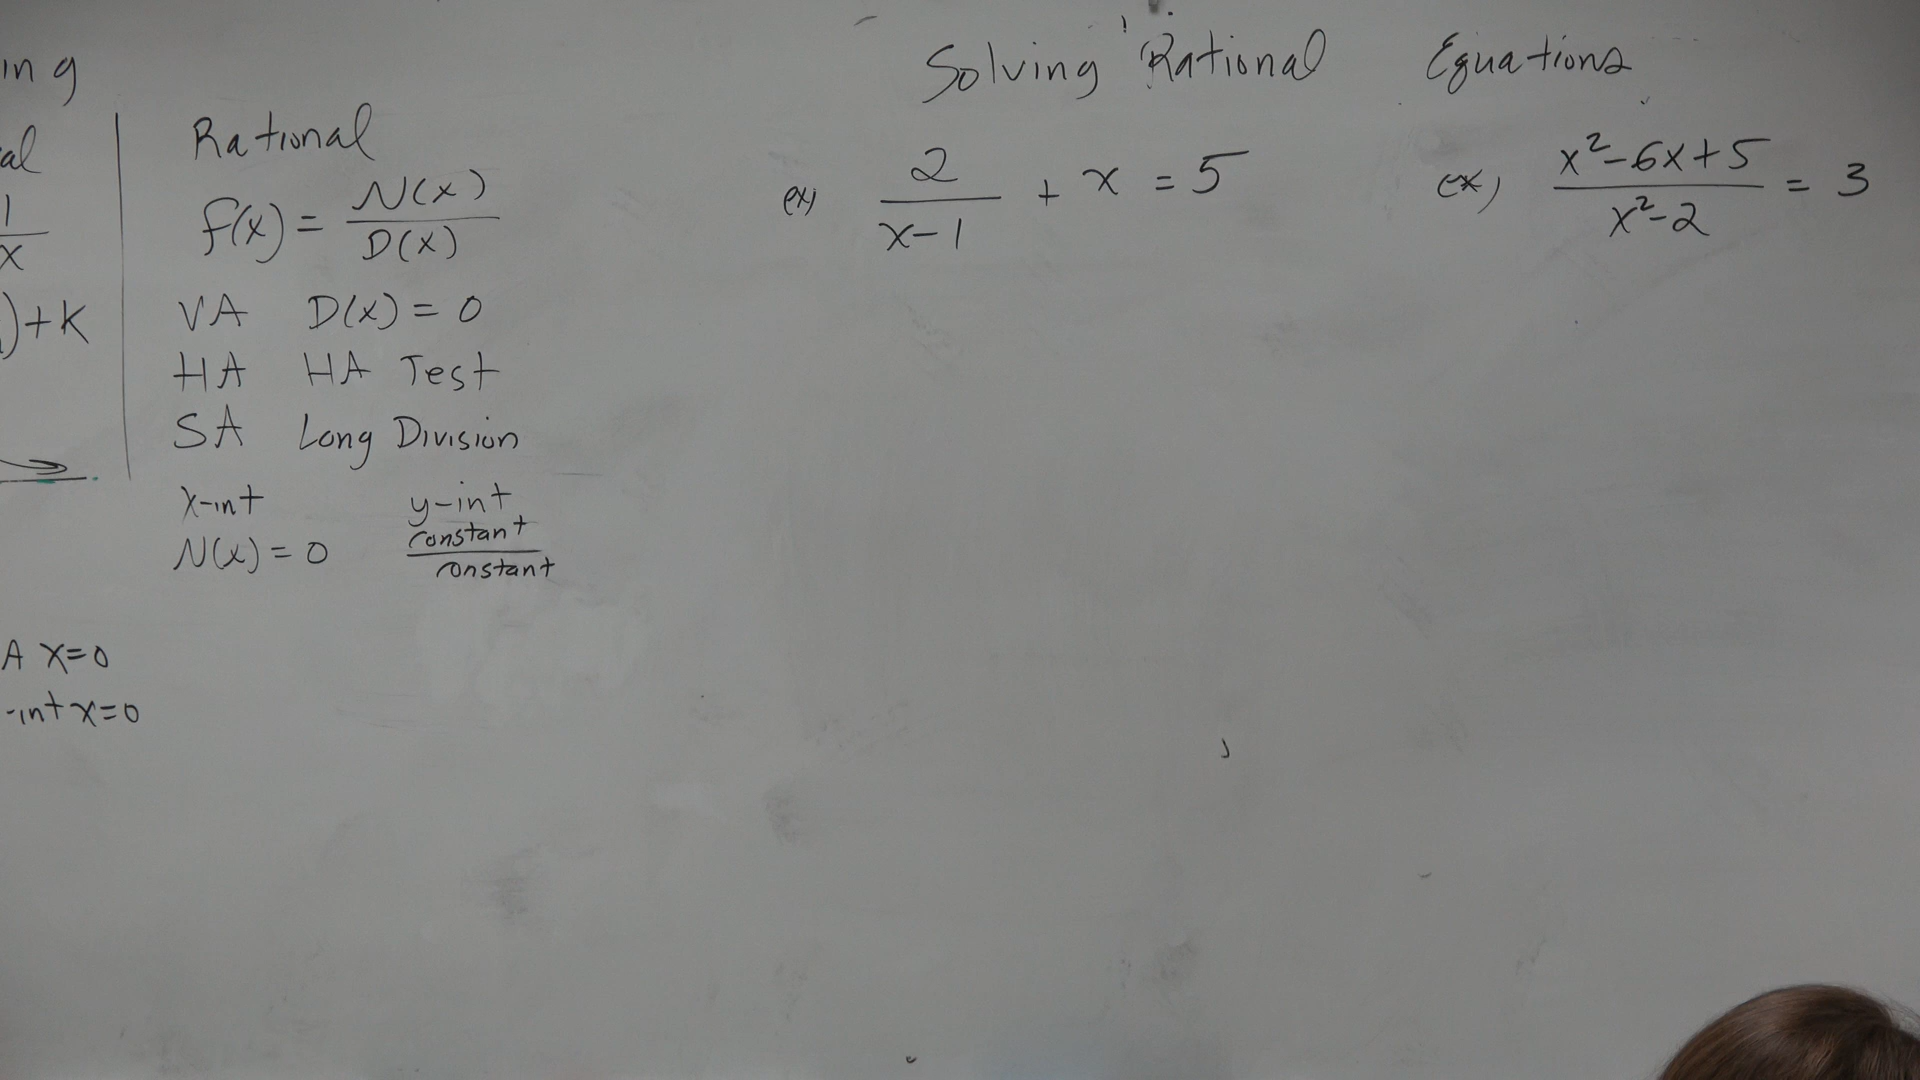 ing
al
1
x
)+K
A x=0
-int x=0
Rational
f(x) = N(x)
D(x)
VA D(x) = 0
HA HA Test
SA Long Division
x-int y-int
N(x) = 0 constant
constant
Solving Rational Equations
ex) 2
x-1 + x = 5
ex) x²-6x+5
x²-2 = 3